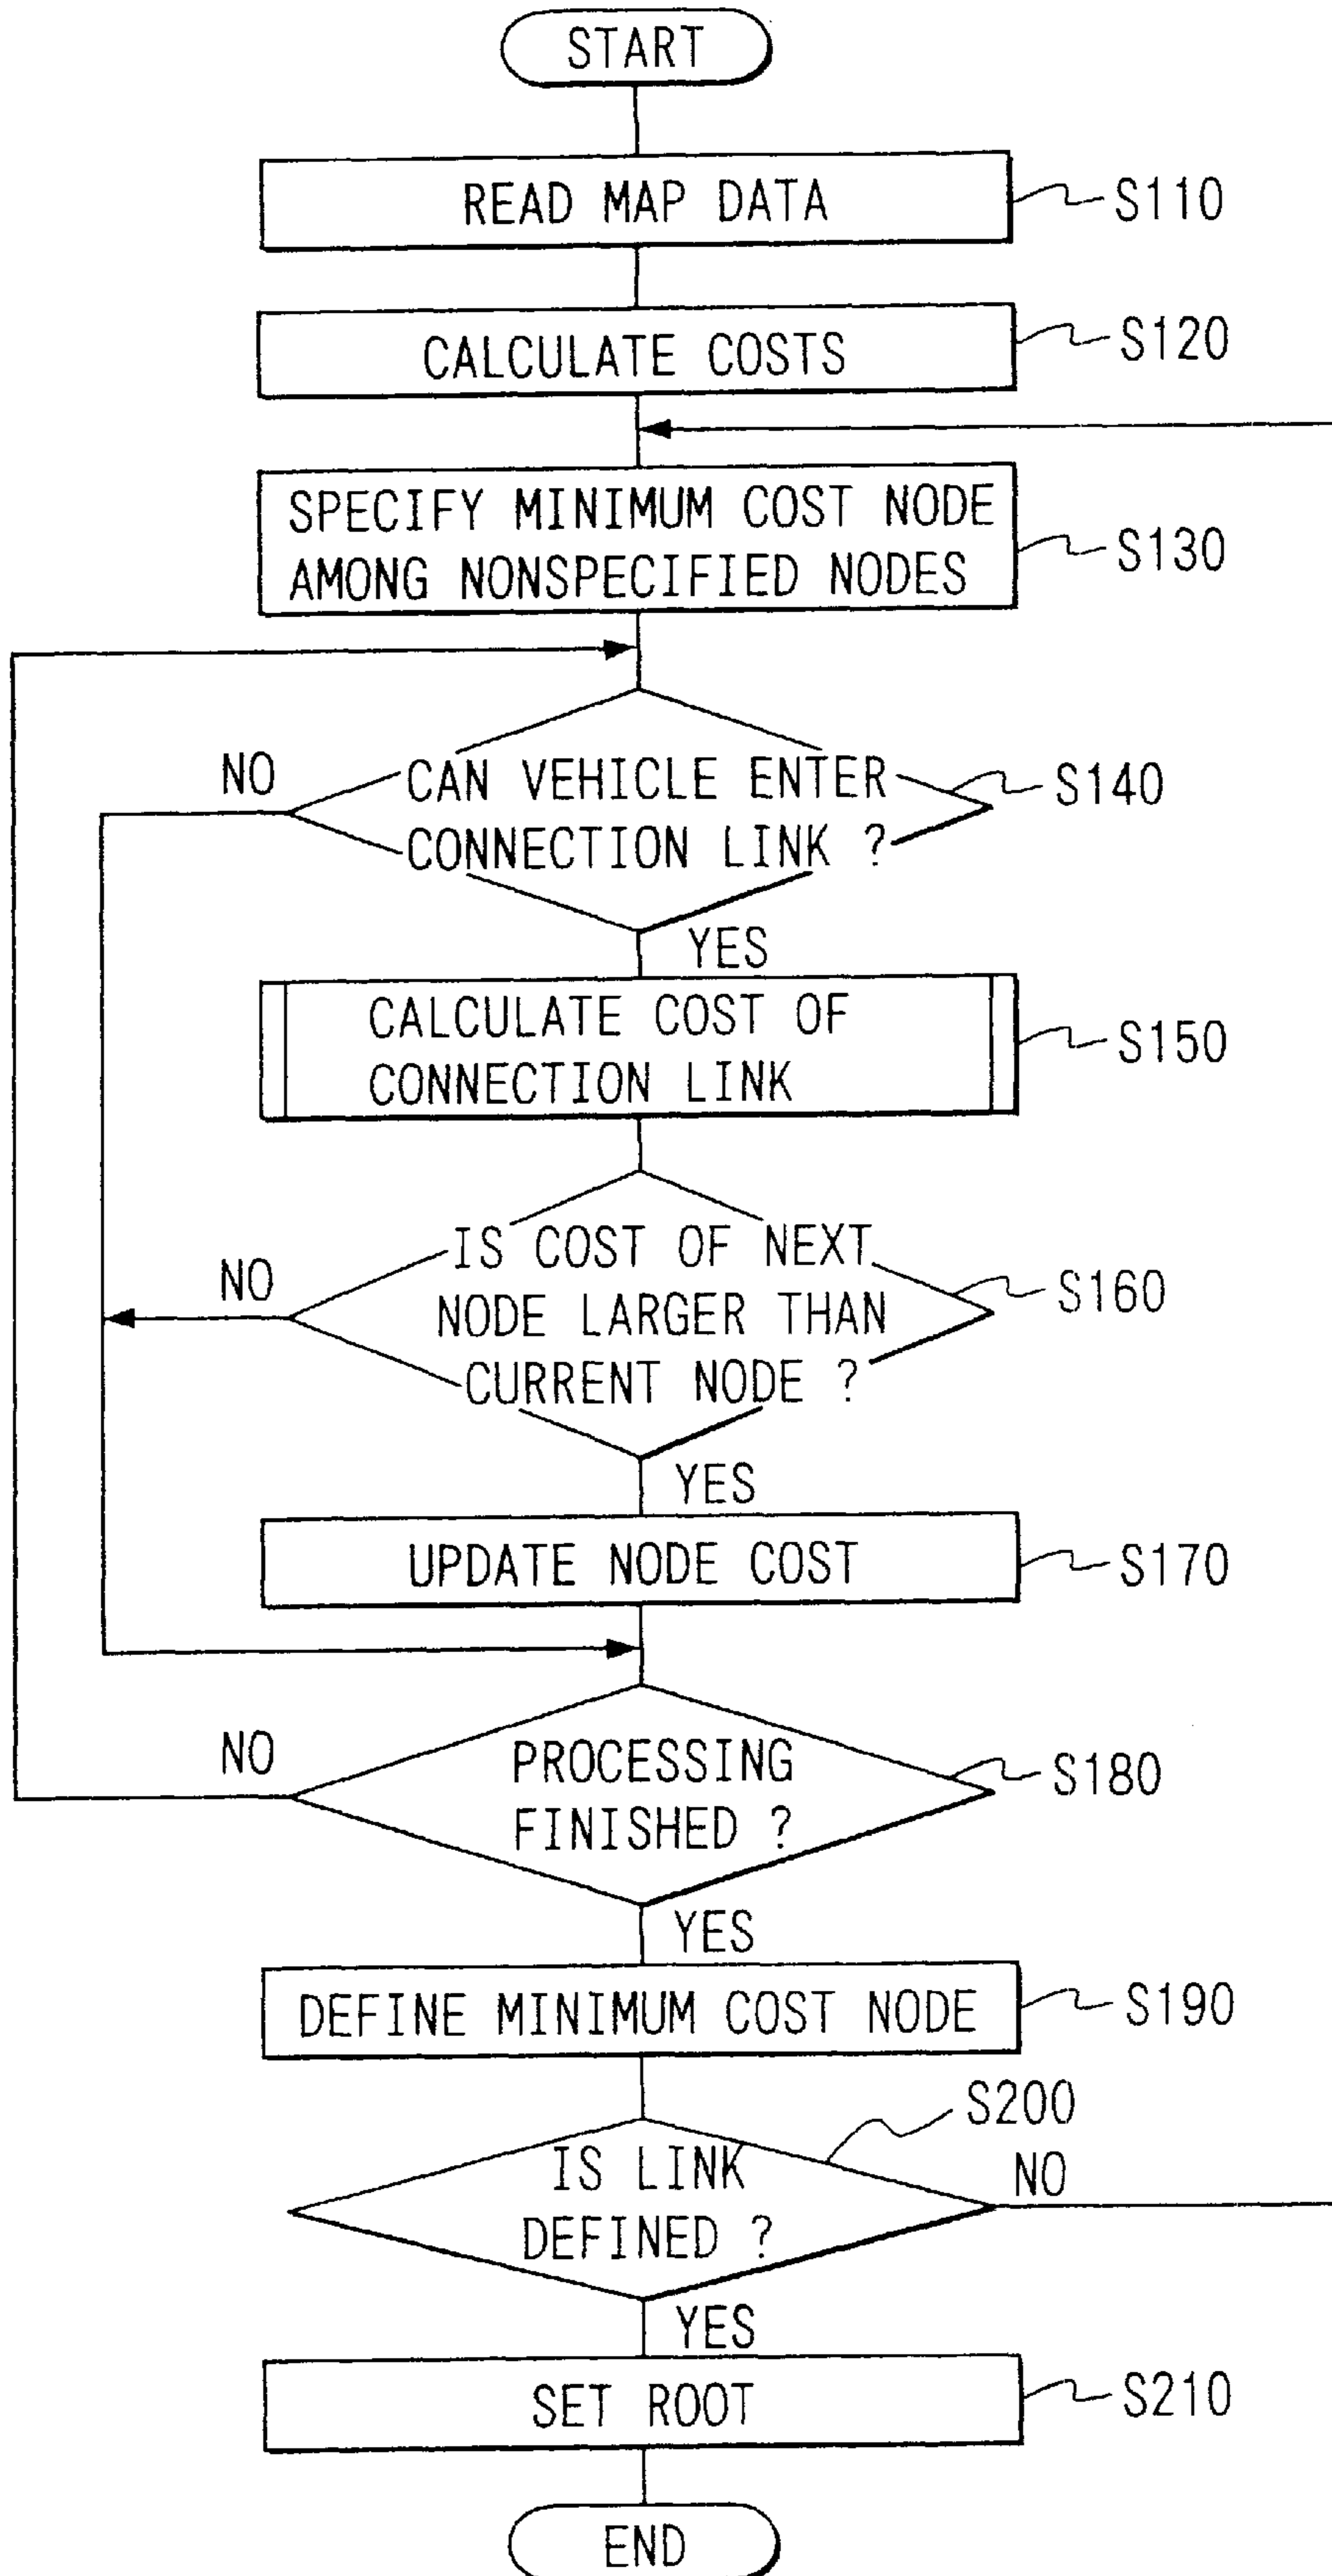 START
READ MAP DATA
S110
CALCULATE COSTS
S120
SPECIFY MINIMUM COST NODE
AMONG NONSPECIFIED NODES
S130
NO
CAN VEHICLE ENTER
CONNECTION LINK ?
S140
YES
CALCULATE COST OF
CONNECTION LINK
S150
NO
IS COST OF NEXT
NODE LARGER THAN
CURRENT NODE ?
S160
YES
UPDATE NODE COST
S170
NO
PROCESSING
FINISHED ?
S180
YES
DEFINE MINIMUM COST NODE
S190
S200
IS LINK
DEFINED ?
NO
YES
SET ROOT
S210
END